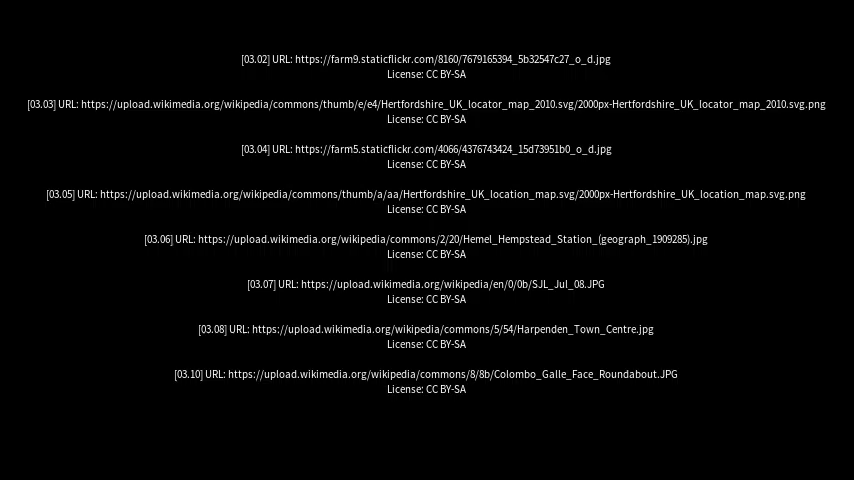 [03.02] URL: https://farm9.staticflickr.com/8160/7679165394_5b32547c27_o_d.jpg
License: CC BY-SA
[03.03] URL: https://upload.wikimedia.org/wikipedia/commons/thumb/e/e4/Hertfordshire_UK_locator_map_2010.svg/2000px-Hertfordshire_UK_locator_map_2010.svg.png
License: CC BY-SA
[03.04] URL: https://farm5.staticflickr.com/4066/4376743424_15d73951b0_o_d.jpg
License: CC BY-SA
[03.05] URL: https://upload.wikimedia.org/wikipedia/commons/thumb/a/aa/Hertfordshire_UK_location_map.svg/2000px-Hertfordshire_UK_location_map.svg.png
License: CC BY-SA
[03.06] URL: https://upload.wikimedia.org/wikipedia/commons/2/20/Hemel_Hempstead_Station_(geograph_1909285).jpg
License: CC BY-SA
[03.07] URL: https://upload.wikimedia.org/wikipedia/en/0/0b/SJL_Jul_08.JPG
License: CC BY-SA
[03.08] URL: https://upload.wikimedia.org/wikipedia/commons/5/54/Harpenden_Town_Centre.jpg
License: CC BY-SA
[03.10] URL: https://upload.wikimedia.org/wikipedia/commons/8/8b/Colombo_Galle_Face_Roundabout.JPG
License: CC BY-SA